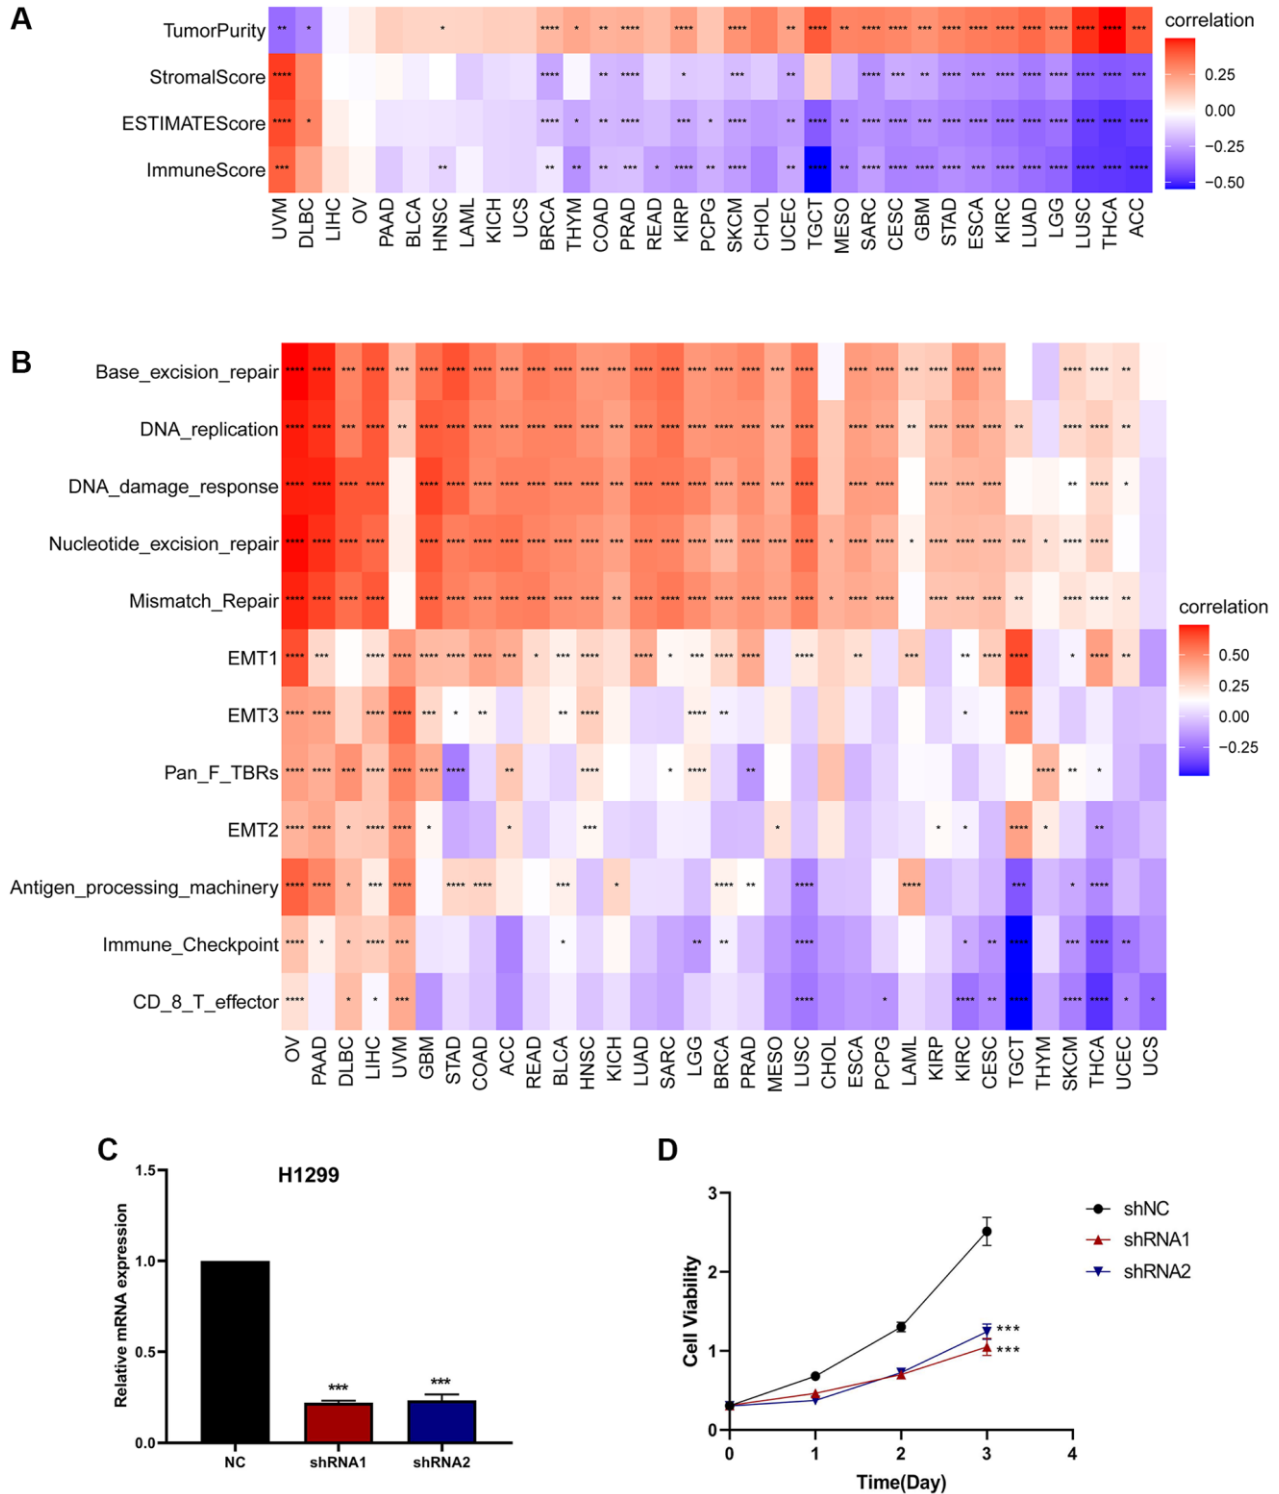 A
correlation
TumorPurity
StromalScore
ESTIMATEScore
ImmuneScore
0.25
0.00
−0.25
−0.50
UVM DLBC LIHC OV PAAD BLCA HNSC LAML KICH UCS BRCA THYM COAD PRAD READ KIRP PCPG SKCM CHOL UCEC TGCT MESO SARC CESC GBM STAD ESCA KIRC LUAD LGG LUSC THCA ACC
B
Base_excision_repair
DNA_replication
DNA_damage_response
Nucleotide_excision_repair
Mismatch_Repair
EMT1
EMT3
Pan_F_TBRs
EMT2
Antigen_processing_machinery
Immune_Checkpoint
CD_8_T_effector
correlation
0.50
0.25
0.00
−0.25
OV PAAD DLBC LIHC UVM GBM STAD COAD ACC READ BLCA HNSC KICH LUAD SARC LGG BRCA PRAD MESO LUSC CHOL ESCA PCPG LAML KIRP KIRC CESC TGCT THYM SKCM THCA UCEC UCS
C
H1299
Relative mRNA expression
1.5
1.0
0.5
0.0
***
***
NC shRNA1 shRNA2
D
Cell Viability
3
2
1
0
***
***
0 1 2 3 4
Time(Day)
shNC
shRNA1
shRNA2